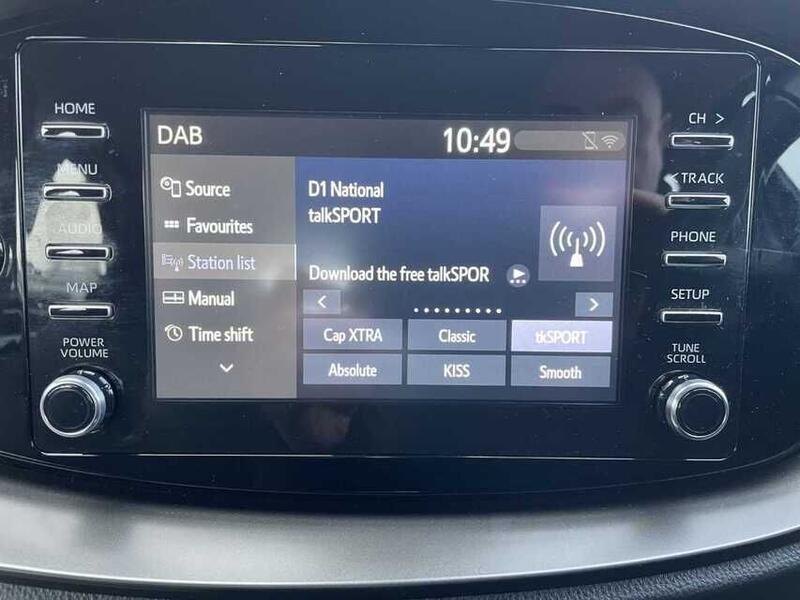 HOME
MENU
AUDIO
MAP
POWER
VOLUME
DAB
10:49
Source
Favourites
Station list
Manual
Time shift
D1 National
talkSPORT
Download the free talkSPOR
<
>
Cap XTRA
Classic
tkSPORT
Absolute
KISS
Smooth
CH >
< TRACK
PHONE
SETUP
TUNE
SCROLL